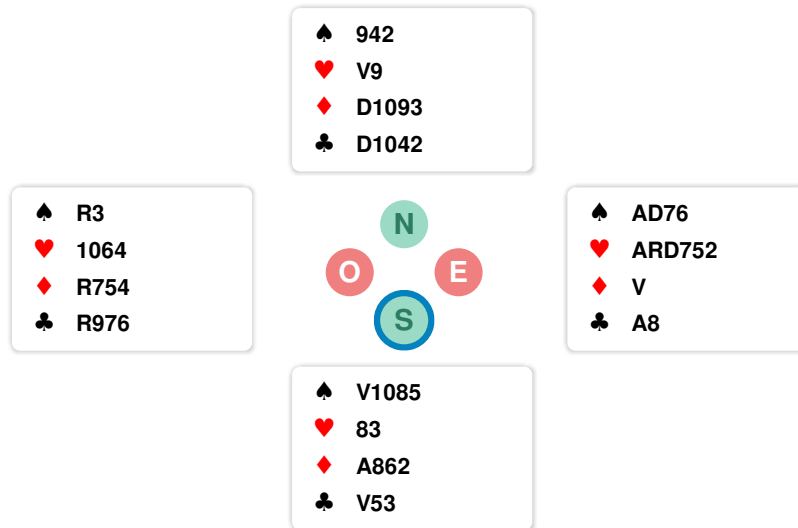 ♠ 942
♥ V9
♦ D1093
♣ D1042
♠ R3
♥ 1064
♦ R754
♣ R976
N
O E
S
♠ AD76
♥ ARD752
♦ V
♣ A8
♠ V1085
♥ 83
♦ A862
♣ V53